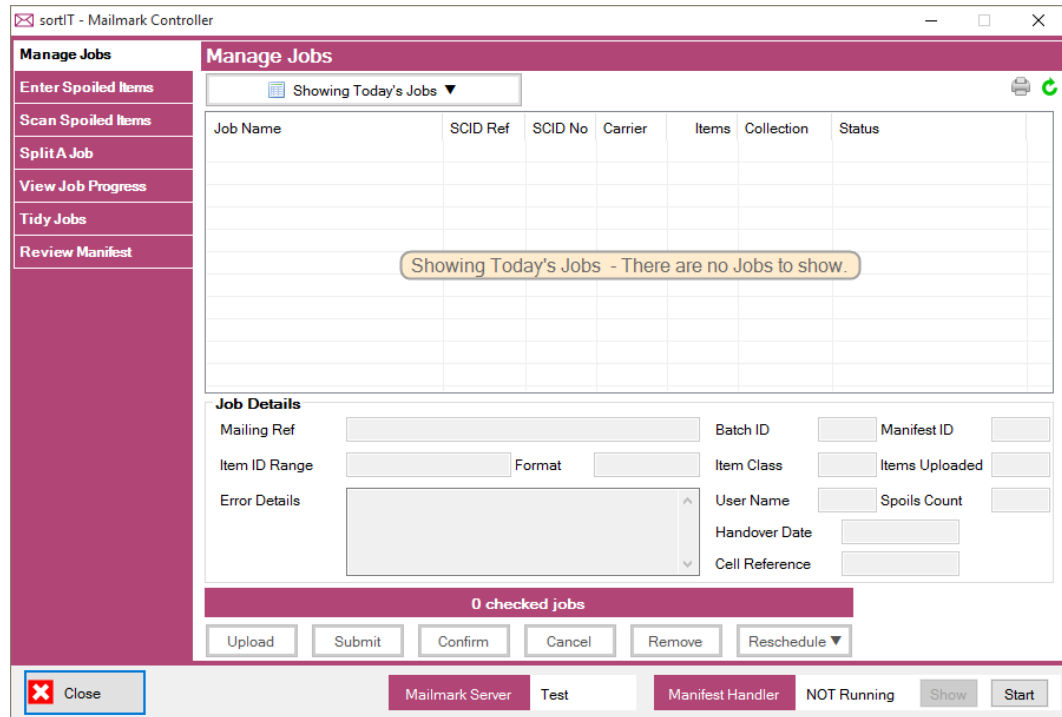 sortIT - Mailmark Controller
Manage Jobs
Enter Spoiled Items
Scan Spoiled Items
Split A Job
View Job Progress
Tidy Jobs
Review Manifest
Manage Jobs
Showing Today's Jobs ▼
Job Name SCID Ref SCID No Carrier Items Collection Status
Showing Today's Jobs - There are no Jobs to show.
Job Details
Mailing Ref Batch ID Manifest ID
Item ID Range Format Item Class Items Uploaded
Error Details User Name Spoils Count
Handover Date
Cell Reference
0 checked jobs
Upload Submit Confirm Cancel Remove Reschedule ▼
Close Mailmark Server Test Manifest Handler NOT Running Show Start